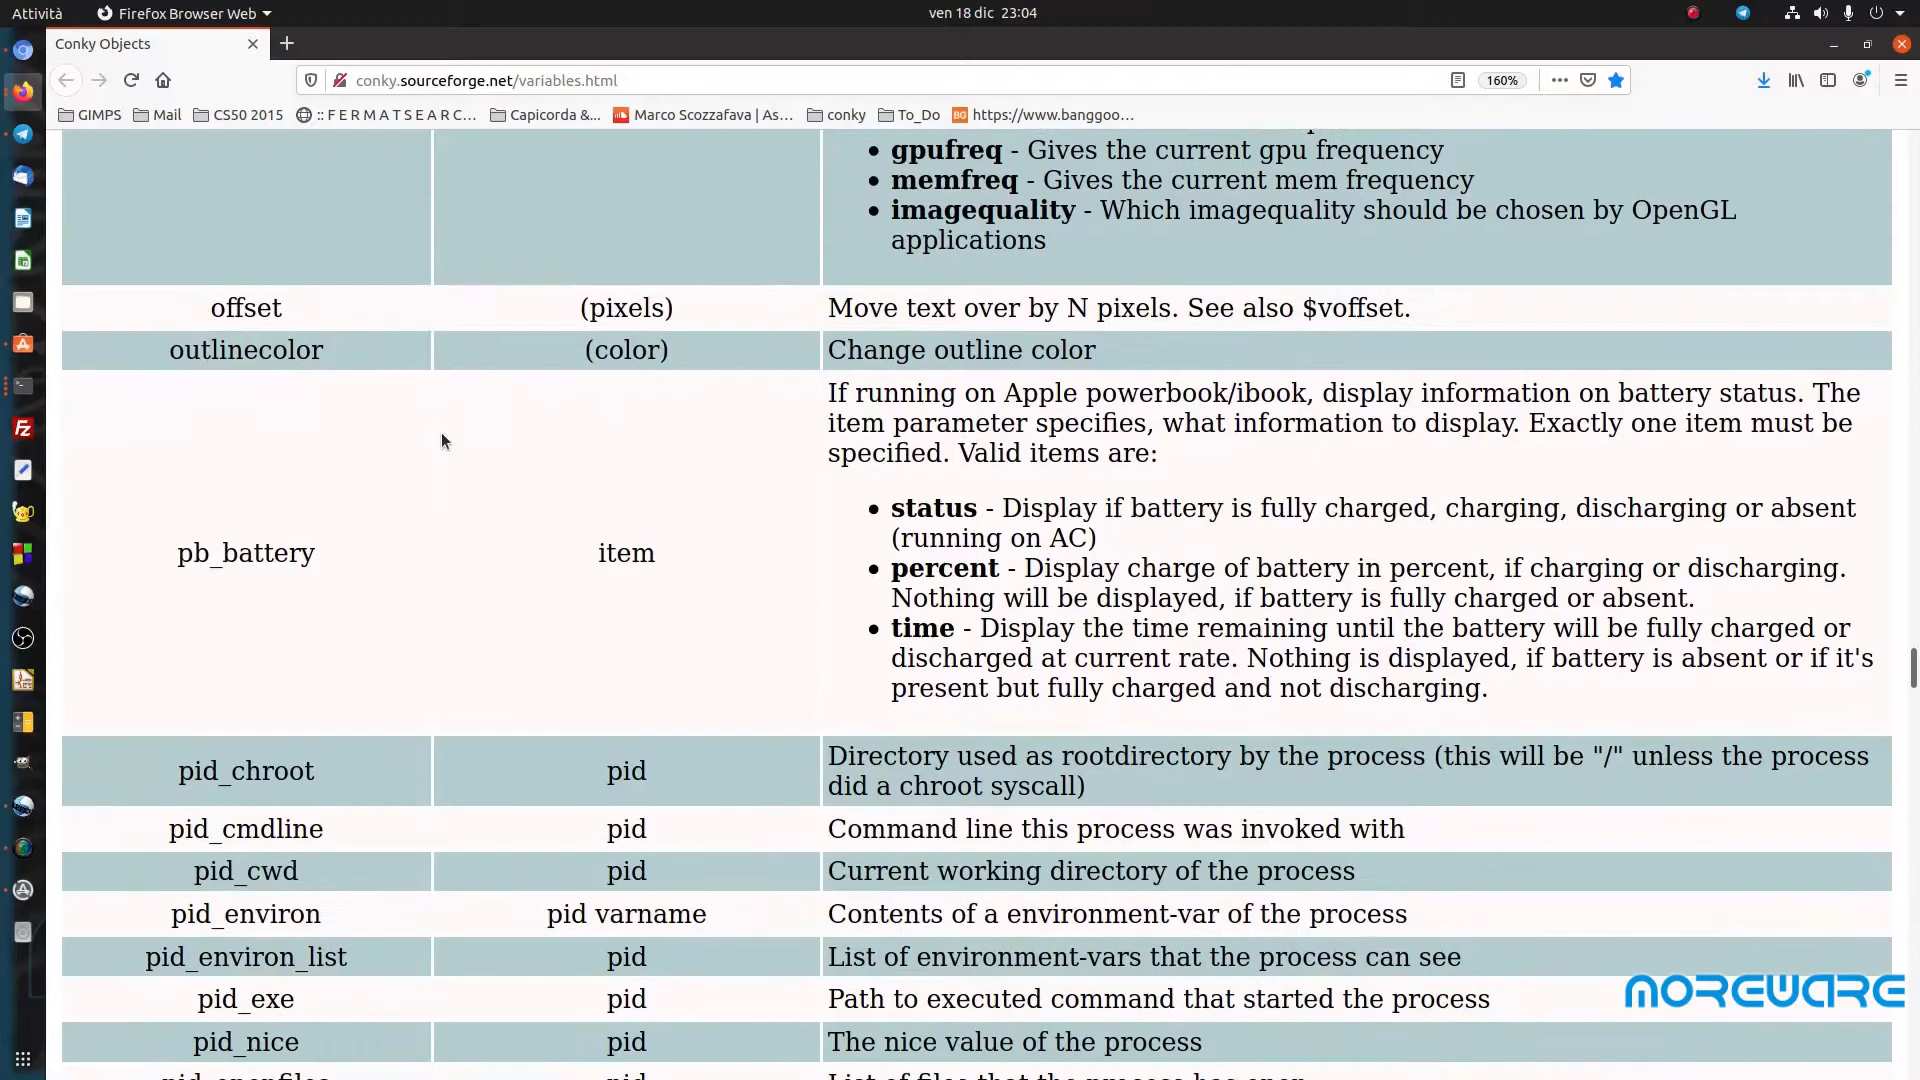 Attività
Firefox Browser Web
ven 18 dic 23:04
Conky Objects
conky.sourceforge.net/variables.html
160%
GIMPS
Mail
CS50 2015
:: F E R M A T S E A R C...
Capicorda &...
Marco Scozzafava | As...
conky
To_Do
BG
https://www.banggoo...
gpufreq - Gives the current gpu frequency
memfreq - Gives the current mem frequency
imagequality - Which imagequality should be chosen by OpenGL
applications
offset
(pixels)
Move text over by N pixels. See also $voffset.
outlinecolor
(color)
Change outline color
pb_battery
item
If running on Apple powerbook/ibook, display information on battery status. The
item parameter specifies, what information to display. Exactly one item must be
specified. Valid items are:
status - Display if battery is fully charged, charging, discharging or absent
(running on AC)
percent - Display charge of battery in percent, if charging or discharging.
Nothing will be displayed, if battery is fully charged or absent.
time - Display the time remaining until the battery will be fully charged or
discharged at current rate. Nothing is displayed, if battery is absent or if it's
present but fully charged and not discharging.
pid_chroot
pid
Directory used as rootdirectory by the process (this will be "/" unless the process
did a chroot syscall)
pid_cmdline
pid
Command line this process was invoked with
pid_cwd
pid
Current working directory of the process
pid_environ
pid varname
Contents of a environment-var of the process
pid_environ_list
pid
List of environment-vars that the process can see
pid_exe
pid
Path to executed command that started the process
MOREWARE
pid_nice
pid
The nice value of the process
pid_openfiles
pid
List of files that the process has open